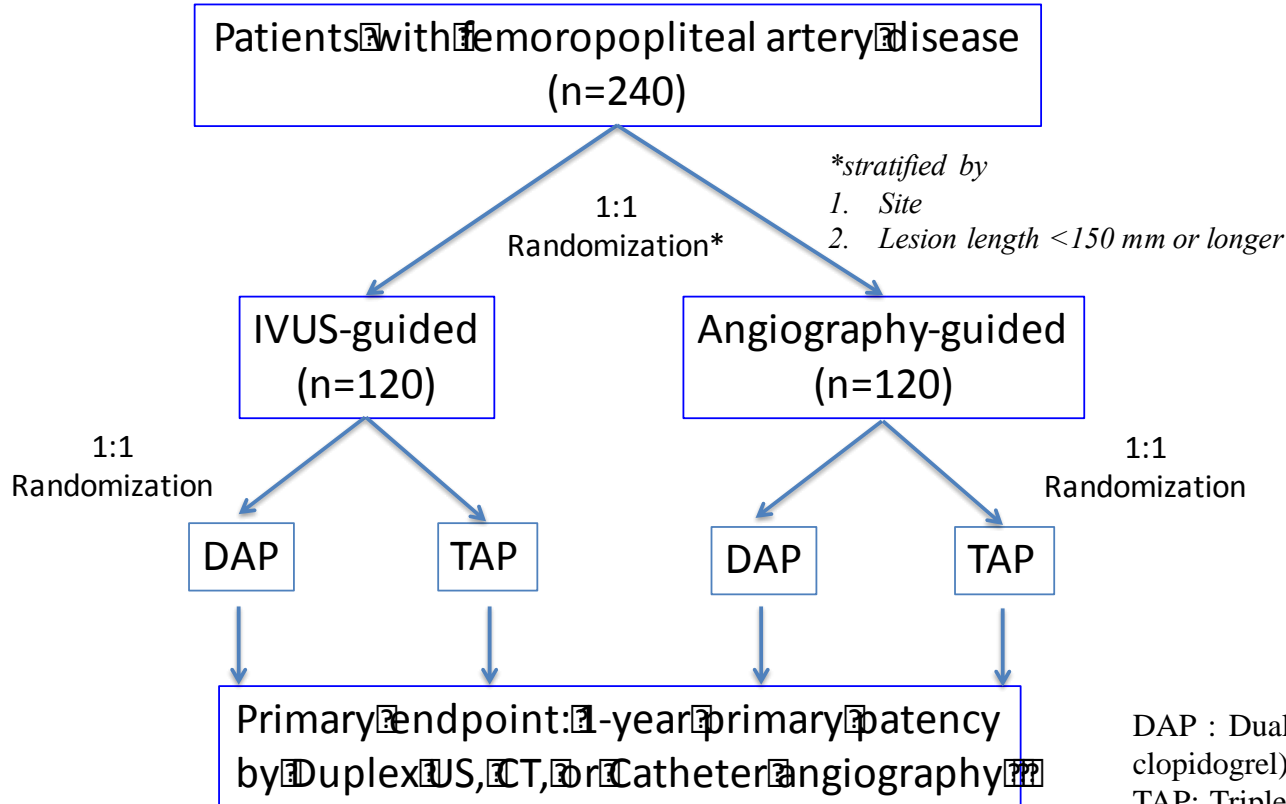 Patients with femoropopliteal artery disease
(n=240)
*stratified by
1. Site
2. Lesion length <150 mm or longer
1:1
Randomization*
IVUS-guided
(n=120)
Angiography-guided
(n=120)
1:1
Randomization
1:1
Randomization
DAP
TAP
DAP
TAP
Primary endpoint: 1-year primary patency
by Duplex US, CT, or Catheter angiography
DAP : Dual
clopidogrel)
TAP: Triple